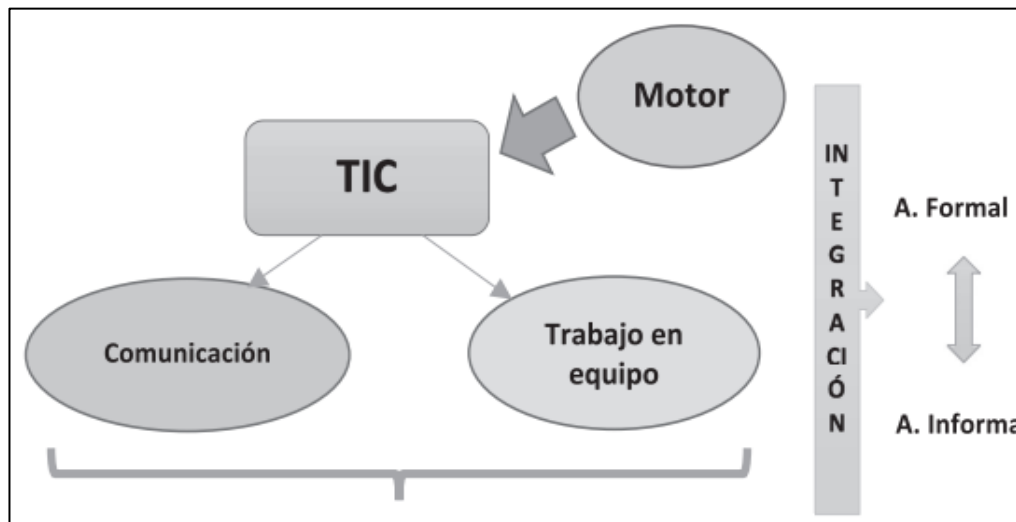 Motor
TIC
Comunicación
Trabajo en
equipo
INTEGRACIÓN
A. Formal
A. Informa